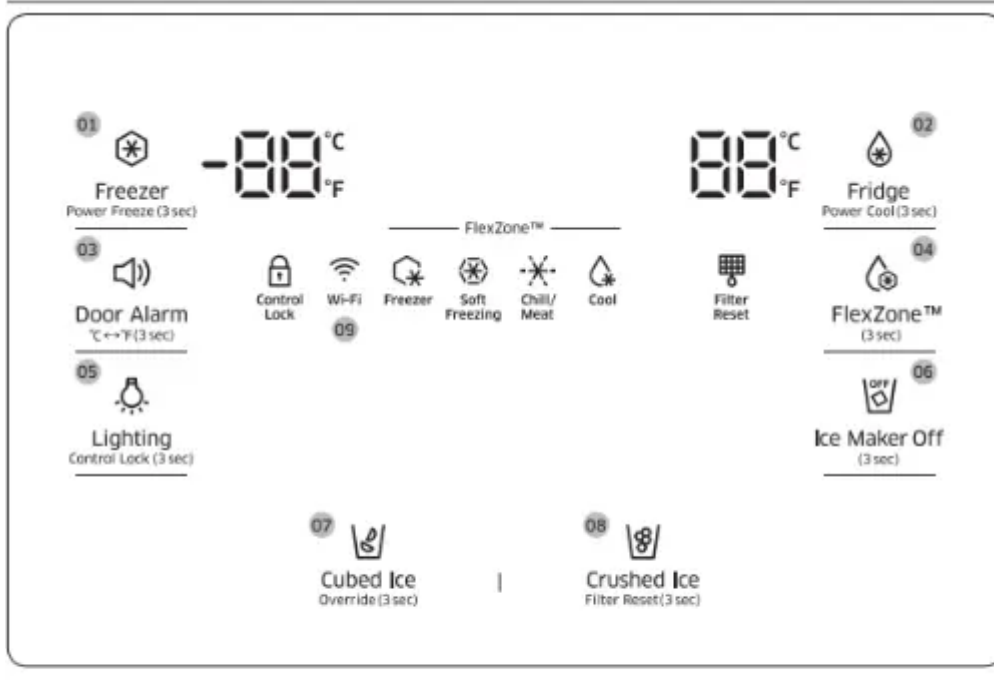 01
Freezer
Power Freeze (3 sec)
-88 °C
°F
02
88 °C
°F
Fridge
Power Cool (3 sec)
03
Door Alarm
°C↔°F (3 sec)
FlexZone™
Control
Lock
Wi-Fi
09
Freezer
Soft
Freezing
Chill/
Meat
Cool
Filter
Reset
04
FlexZone™
(3 sec)
05
Lighting
Control Lock (3 sec)
06
OFF
Ice Maker Off
(3 sec)
07
Cubed Ice
Override (3 sec)
08
Crushed Ice
Filter Reset (3 sec)